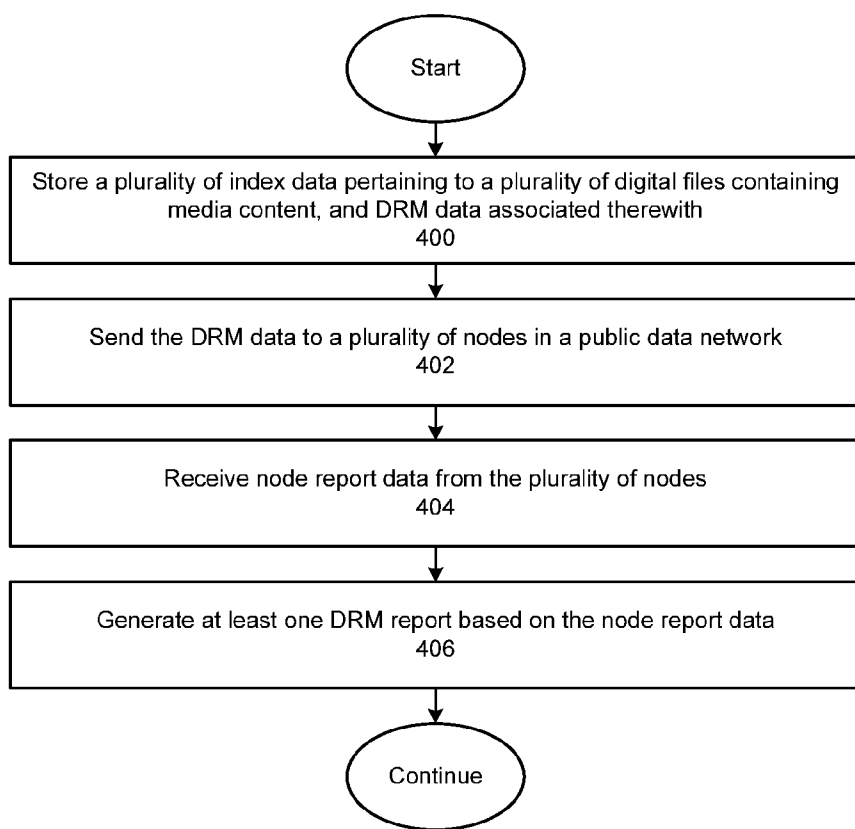 Start
Store a plurality of index data pertaining to a plurality of digital files containing
media content, and DRM data associated therewith
400
Send the DRM data to a plurality of nodes in a public data network
402
Receive node report data from the plurality of nodes
404
Generate at least one DRM report based on the node report data
406
Continue